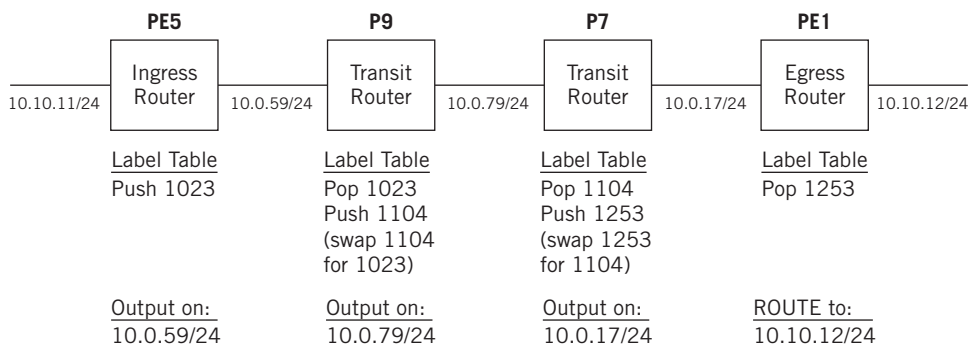 PE5
P9
P7
PE1
Ingress
Router
Transit
Router
Transit
Router
Egress
Router
10.10.11/24
10.0.59/24
10.0.79/24
10.0.17/24
10.10.12/24
Label Table
Push 1023
Label Table
Pop 1023
Push 1104
(swap 1104
for 1023)
Label Table
Pop 1104
Push 1253
(swap 1253
for 1104)
Label Table
Pop 1253
Output on:
10.0.59/24
Output on:
10.0.79/24
Output on:
10.0.17/24
ROUTE to:
10.10.12/24